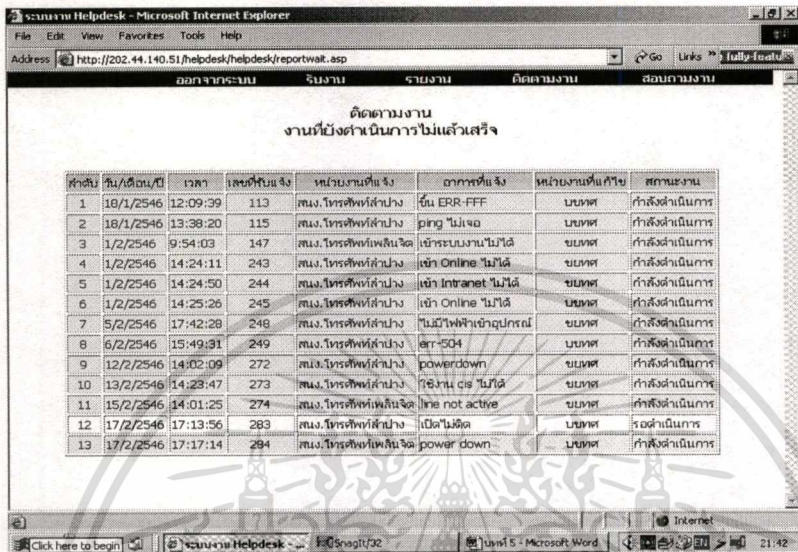 ระบบงาน Helpdesk - Microsoft Internet Explorer
File Edit View Favorites Tools Help
Address http://202.44.140.51/helpdesk/helpdesk/reportwait.asp Go Links
ออกจากระบบ รับงาน รายงาน ติดตามงาน สอบถามงาน
ติดตามงาน
งานที่ยังดำเนินการไม่แล้วเสร็จ
ลำดับ วัน/เดือน/ปี เวลา เลขที่รับแจ้ง หน่วยงานที่แจ้ง อาการที่แจ้ง หน่วยงานที่แก้ไข สถานะงาน
1 18/1/2546 12:09:39 113 สนง.โทรศัพท์ลำปาง ขึ้น ERR-FFF บขทศ กำลังดำเนินการ
2 18/1/2546 13:38:20 115 สนง.โทรศัพท์ลำปาง ping ไม่เจอ บขทศ กำลังดำเนินการ
3 1/2/2546 9:54:03 147 สนง.โทรศัพท์เพลินจิต เข้าระบบงานไม่ได้ กำลังดำเนินการ
4 1/2/2546 14:24:11 243 สนง.โทรศัพท์ลำปาง เข้า Online ไม่ได้ กำลังดำเนินการ
5 1/2/2546 14:24:50 244 สนง.โทรศัพท์ลำปาง เข้า Intranet ไม่ได้ กำลังดำเนินการ
6 1/2/2546 14:25:26 245 สนง.โทรศัพท์ลำปาง เข้า Online ไม่ได้ บขทศ กำลังดำเนินการ
7 5/2/2546 17:42:28 248 สนง.โทรศัพท์ลำปาง ไม่มีไฟฟ้าเข้าอุปกรณ์ กำลังดำเนินการ
8 6/2/2546 15:49:31 249 สนง.โทรศัพท์ลำปาง err-504 กำลังดำเนินการ
9 12/2/2546 14:02:09 272 สนง.โทรศัพท์ลำปาง powerdown กำลังดำเนินการ
10 13/2/2546 14:23:47 273 สนง.โทรศัพท์ลำปาง ใช้งาน cis ไม่ได้ กำลังดำเนินการ
11 15/2/2546 14:01:25 274 สนง.โทรศัพท์เพลินจิต line not active กำลังดำเนินการ
12 17/2/2546 17:13:56 283 สนง.โทรศัพท์ลำปาง เปิดไม่ติด บขทศ รอดำเนินการ
13 17/2/2546 17:17:14 284 สนง.โทรศัพท์เพลินจิต power down บขทศ กำลังดำเนินการ
Internet
Click here to begin ระบบงาน Helpdesk - ... SnagIt/32 บทที่ 5 - Microsoft Word EN 21:42